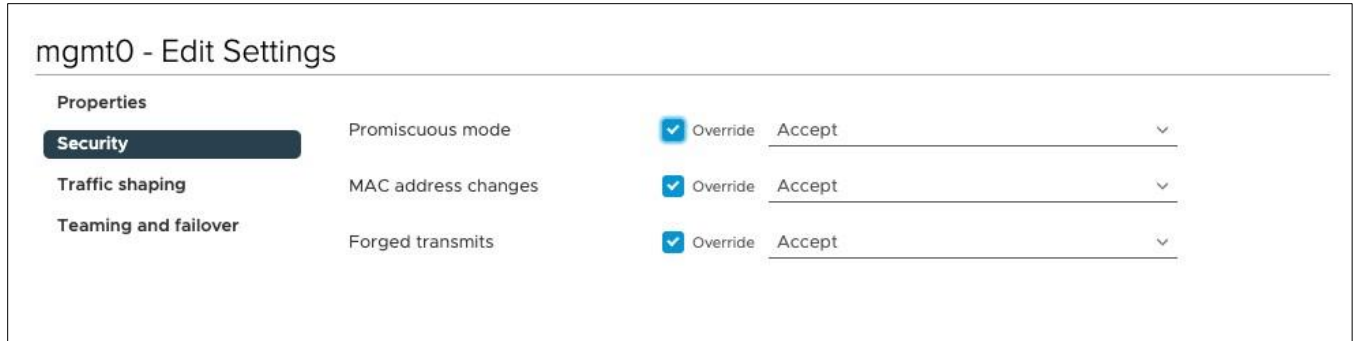 mgmt0 - Edit Settings
Properties
Security
Traffic shaping
Teaming and failover
Promiscuous mode Override Accept
MAC address changes Override Accept
Forged transmits Override Accept